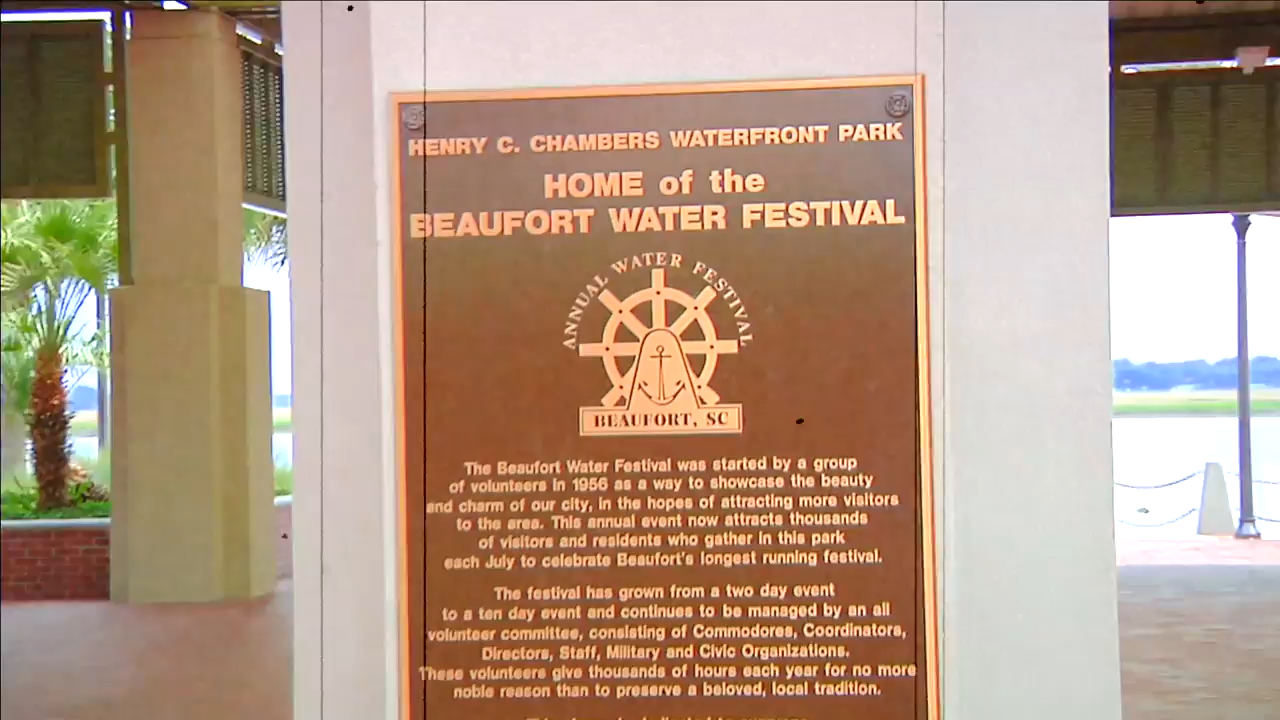 HENRY C. CHAMBERS WATERFRONT PARK
HOME of the
BEAUFORT WATER FESTIVAL
ANNUAL WATER FESTIVAL
BEAUFORT, SC
The Beaufort Water Festival was started by a group
of volunteers in 1956 as a way to showcase the beauty
and charm of our city, in the hopes of attracting more visitors
to the area. This annual event now attracts thousands
of visitors and residents who gather in this park
each July to celebrate Beaufort's longest running festival.
The festival has grown from a two day event
to a ten day event and continues to be managed by an all
volunteer committee, consisting of Commodores, Coordinators,
Directors, Staff, Military and Civic Organizations.
These volunteers give thousands of hours each year for no more
noble reason than to preserve a beloved, local tradition.